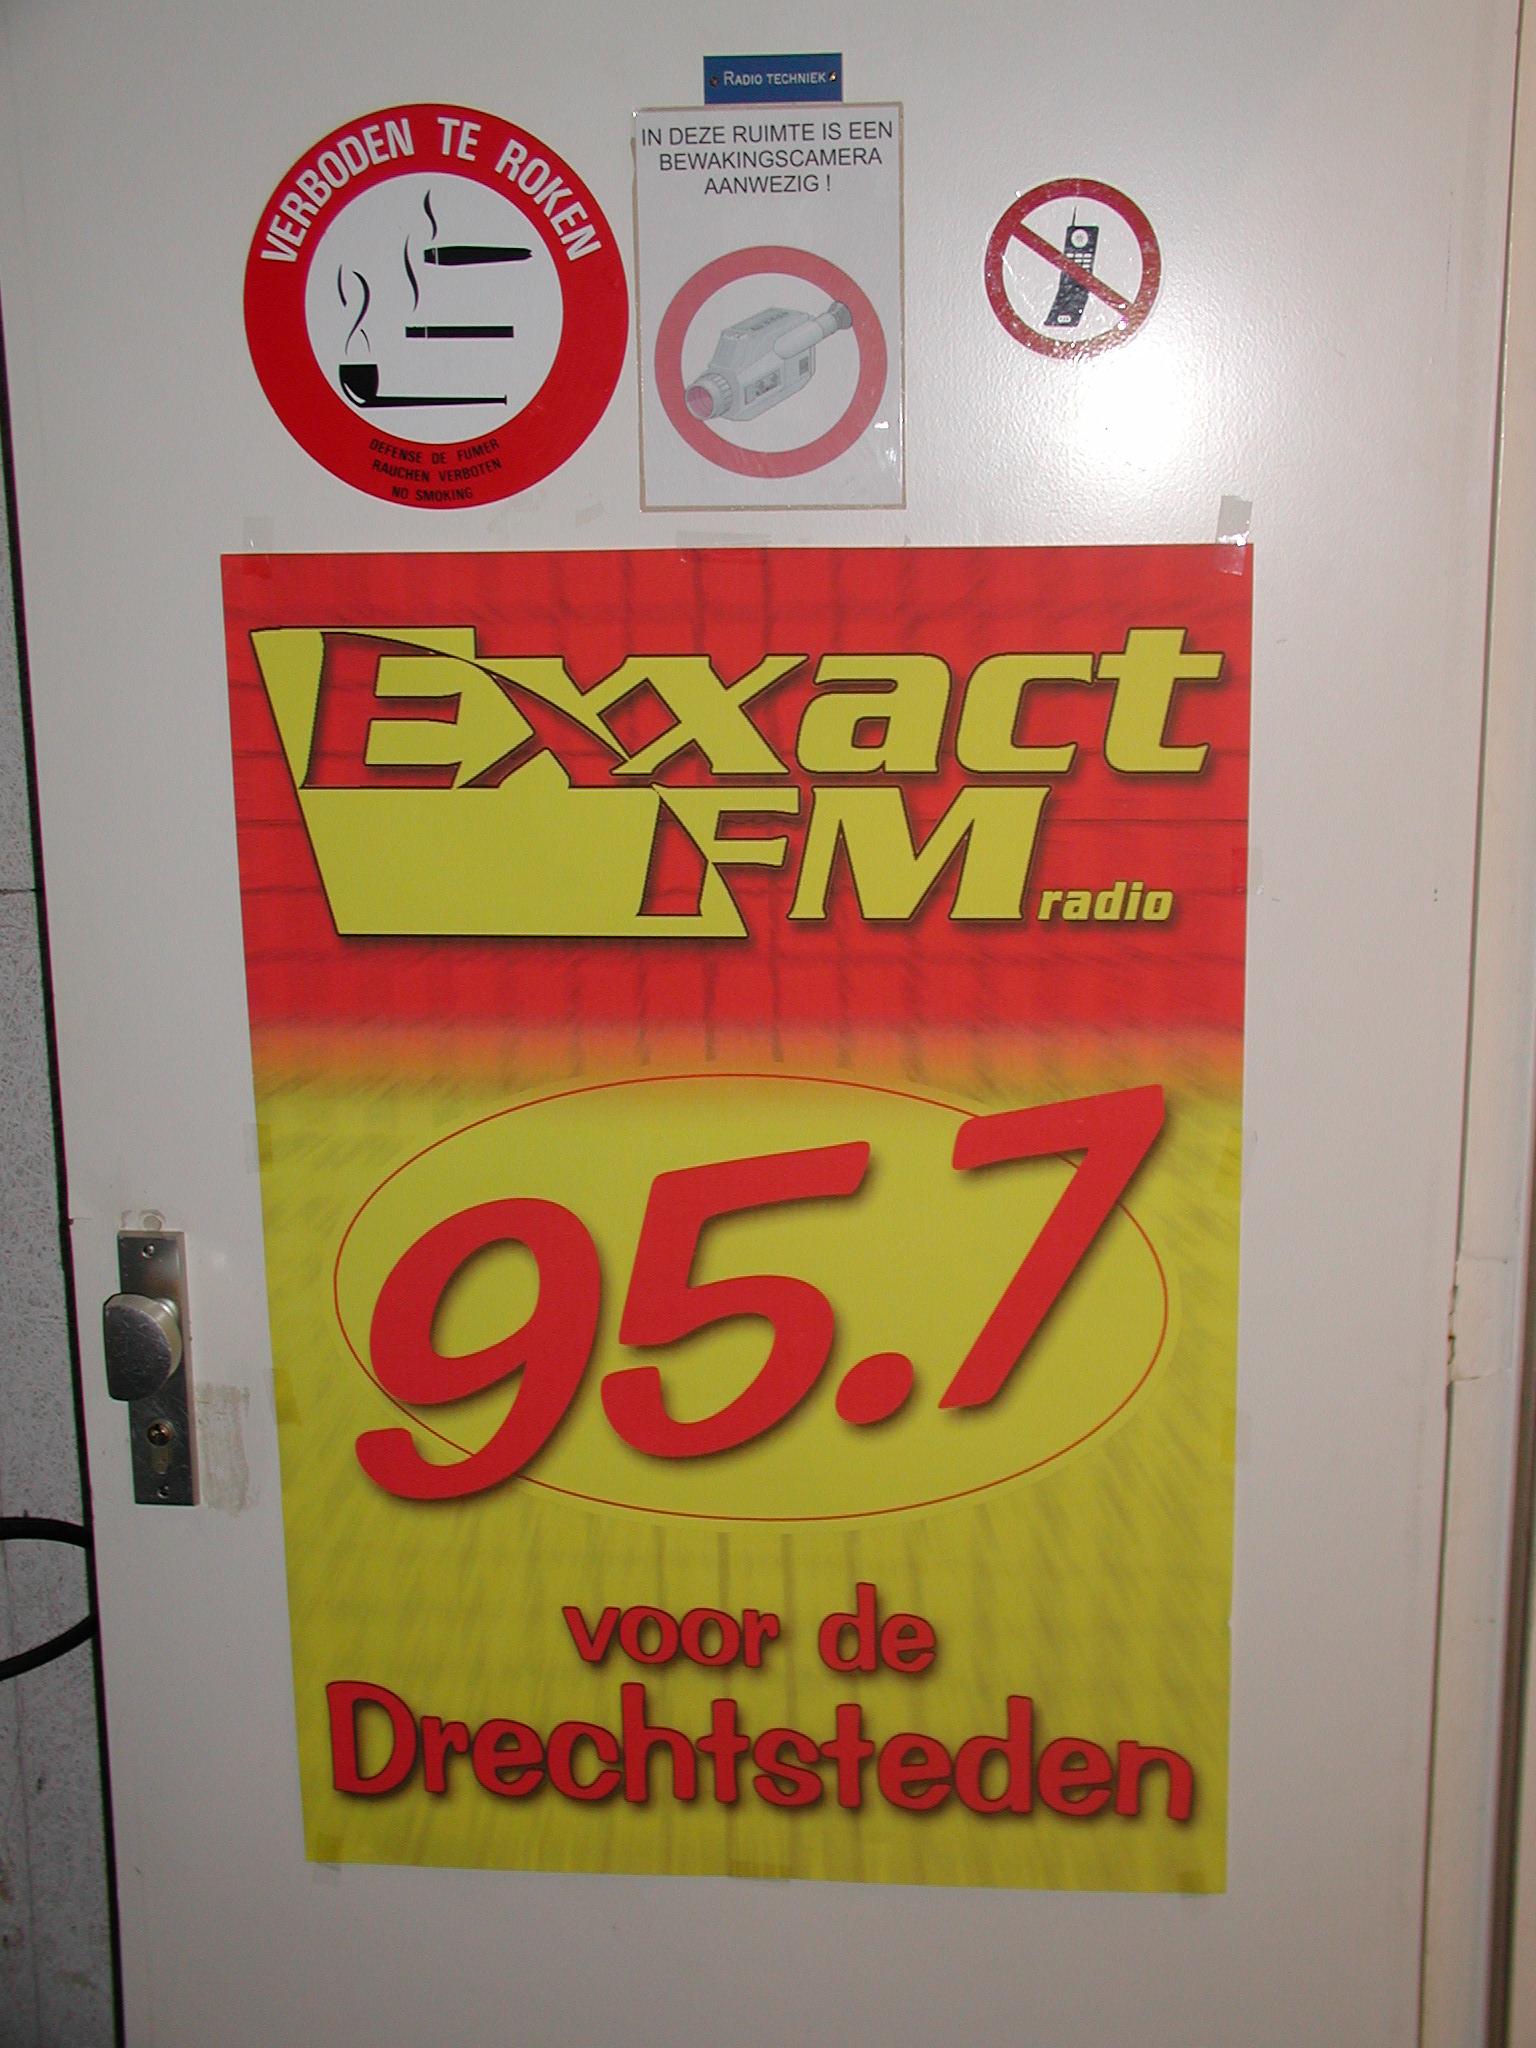 RADIO TECHNIEK
VERBODEN TE ROKEN
DEFENSE DE FUMER
RAUCHEN VERBOTEN
NO SMOKING
IN DEZE RUIMTE IS EEN
BEWAKINGSCAMERA
AANWEZIG !
Exxact
FM radio
95.7
voor de
Drechtsteden